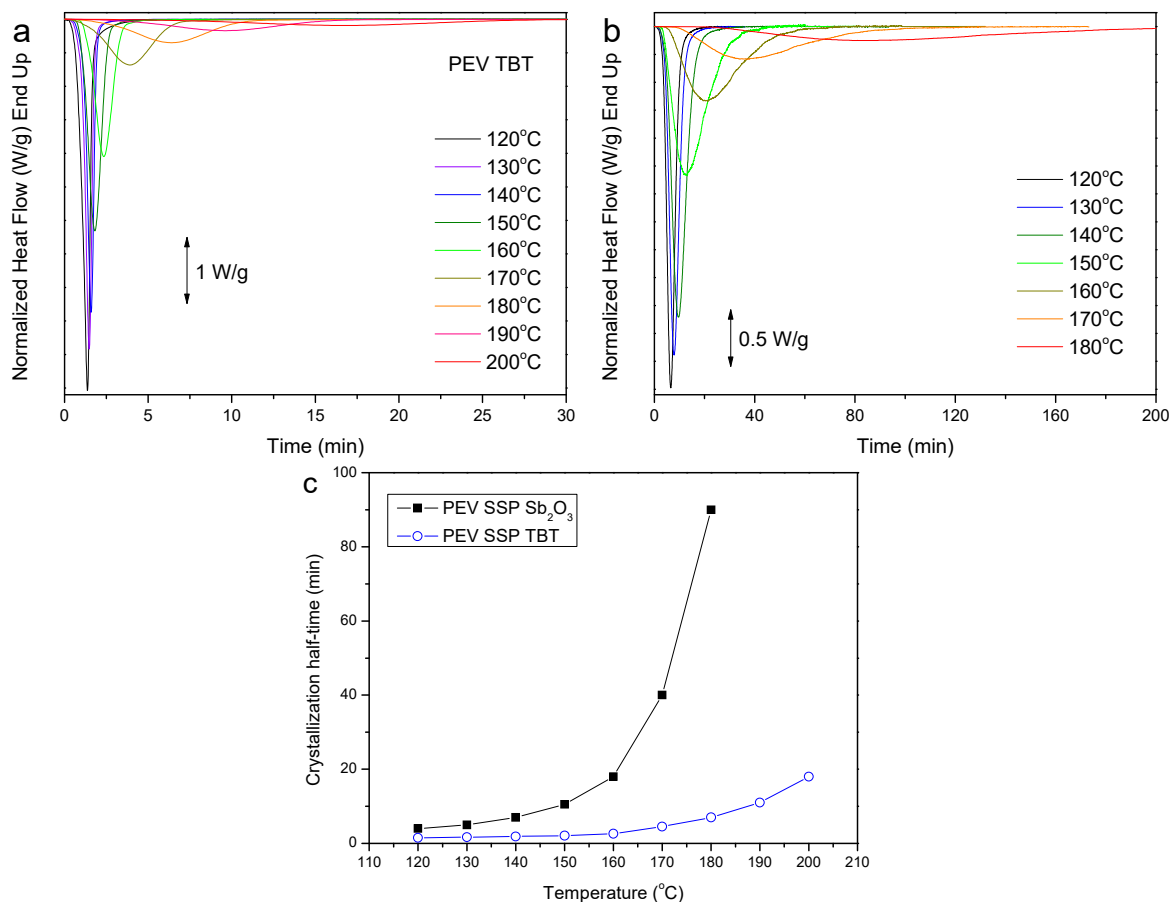 a
Normalized Heat Flow (W/g) End Up
PEV TBT
120°C
130°C
140°C
150°C
160°C
170°C
180°C
190°C
200°C
1 W/g
0 5 10 15 20 25 30
Time (min)
b
Normalized Heat Flow (W/g) End Up
120°C
130°C
140°C
150°C
160°C
170°C
180°C
0.5 W/g
0 40 80 120 160 200
Time (min)
c
Crystallization half-time (min)
100
80
60
40
20
0
PEV SSP Sb₂O₃
PEV SSP TBT
110 120 130 140 150 160 170 180 190 200 210
Temperature (°C)